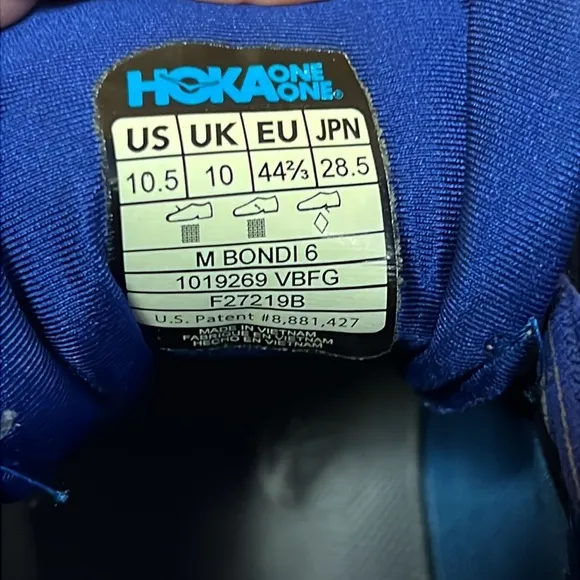 HOKA ONE ONE®
US UK EU JPN
10.5 10 44⅔ 28.5
M BONDI 6
1019269 VBFG
F27219B
U.S. Patent #8,881,427
MADE IN VIETNAM
FABRIQUÉ EN VIETNAM
HECHO EN VIETNAM